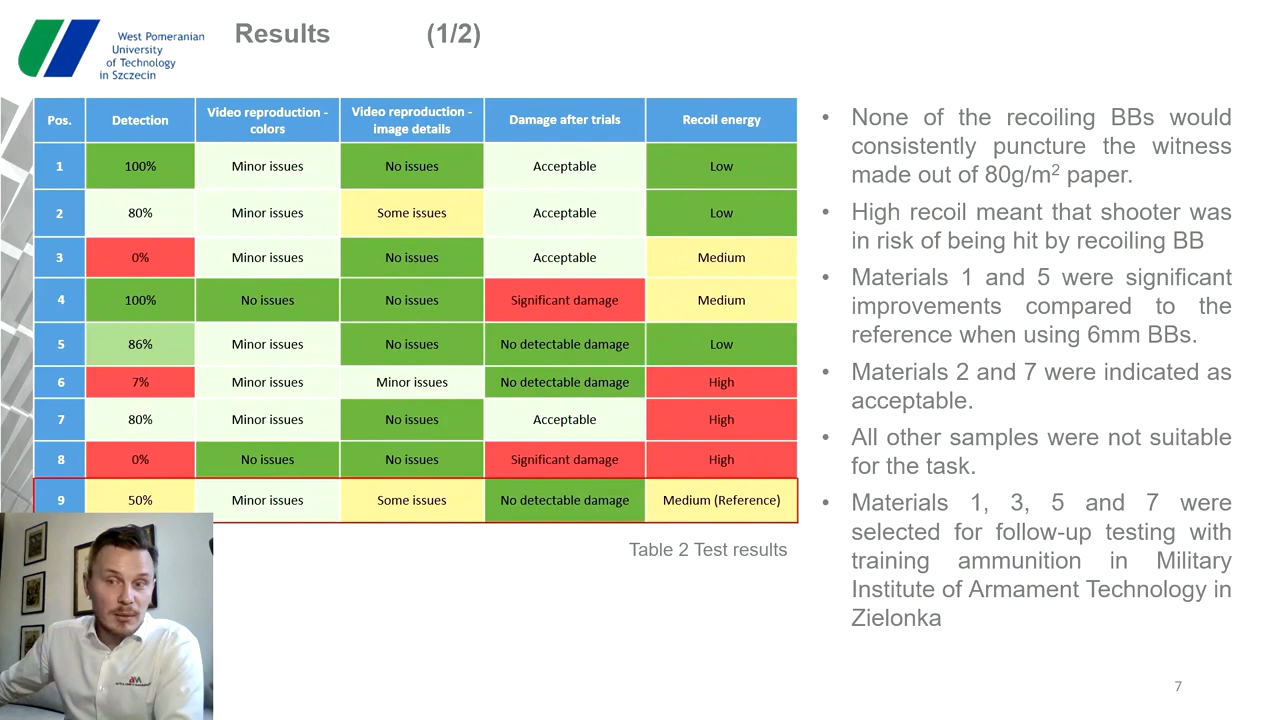 West Pomeranian
University
of Technology
in Szczecin
Results (1/2)
Pos. Detection Video reproduction - colors Video reproduction - image details Damage after trials Recoil energy
1 100% Minor issues No issues Acceptable Low
2 80% Minor issues Some issues Acceptable Low
3 0% Minor issues No issues Acceptable Medium
4 100% No issues No issues Significant damage Medium
5 86% Minor issues No issues No detectable damage Low
6 7% Minor issues Minor issues No detectable damage High
7 80% Minor issues No issues Acceptable High
8 0% No issues No issues Significant damage High
9 50% Minor issues Some issues No detectable damage Medium (Reference)
Table 2 Test results
• None of the recoiling BBs would
consistently puncture the witness
made out of 80g/m² paper.
• High recoil meant that shooter was
in risk of being hit by recoiling BB
• Materials 1 and 5 were significant
improvements compared to the
reference when using 6mm BBs.
• Materials 2 and 7 were indicated as
acceptable.
• All other samples were not suitable
for the task.
• Materials 1, 3, 5 and 7 were
selected for follow-up testing with
training ammunition in Military
Institute of Armament Technology in
Zielonka
7